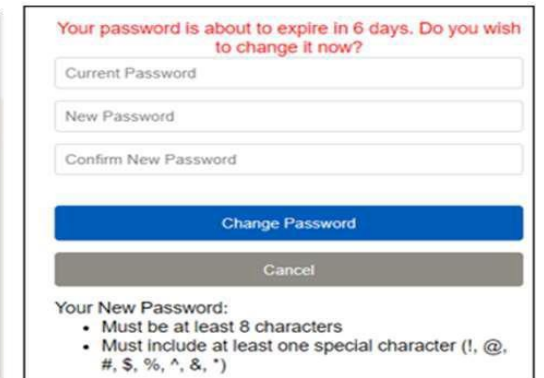 Your password is about to expire in 6 days. Do you wish
to change it now?
Current Password
New Password
Confirm New Password
Change Password
Cancel
Your New Password:
• Must be at least 8 characters
• Must include at least one special character (!, @,
#, $, %, ^, &, *)